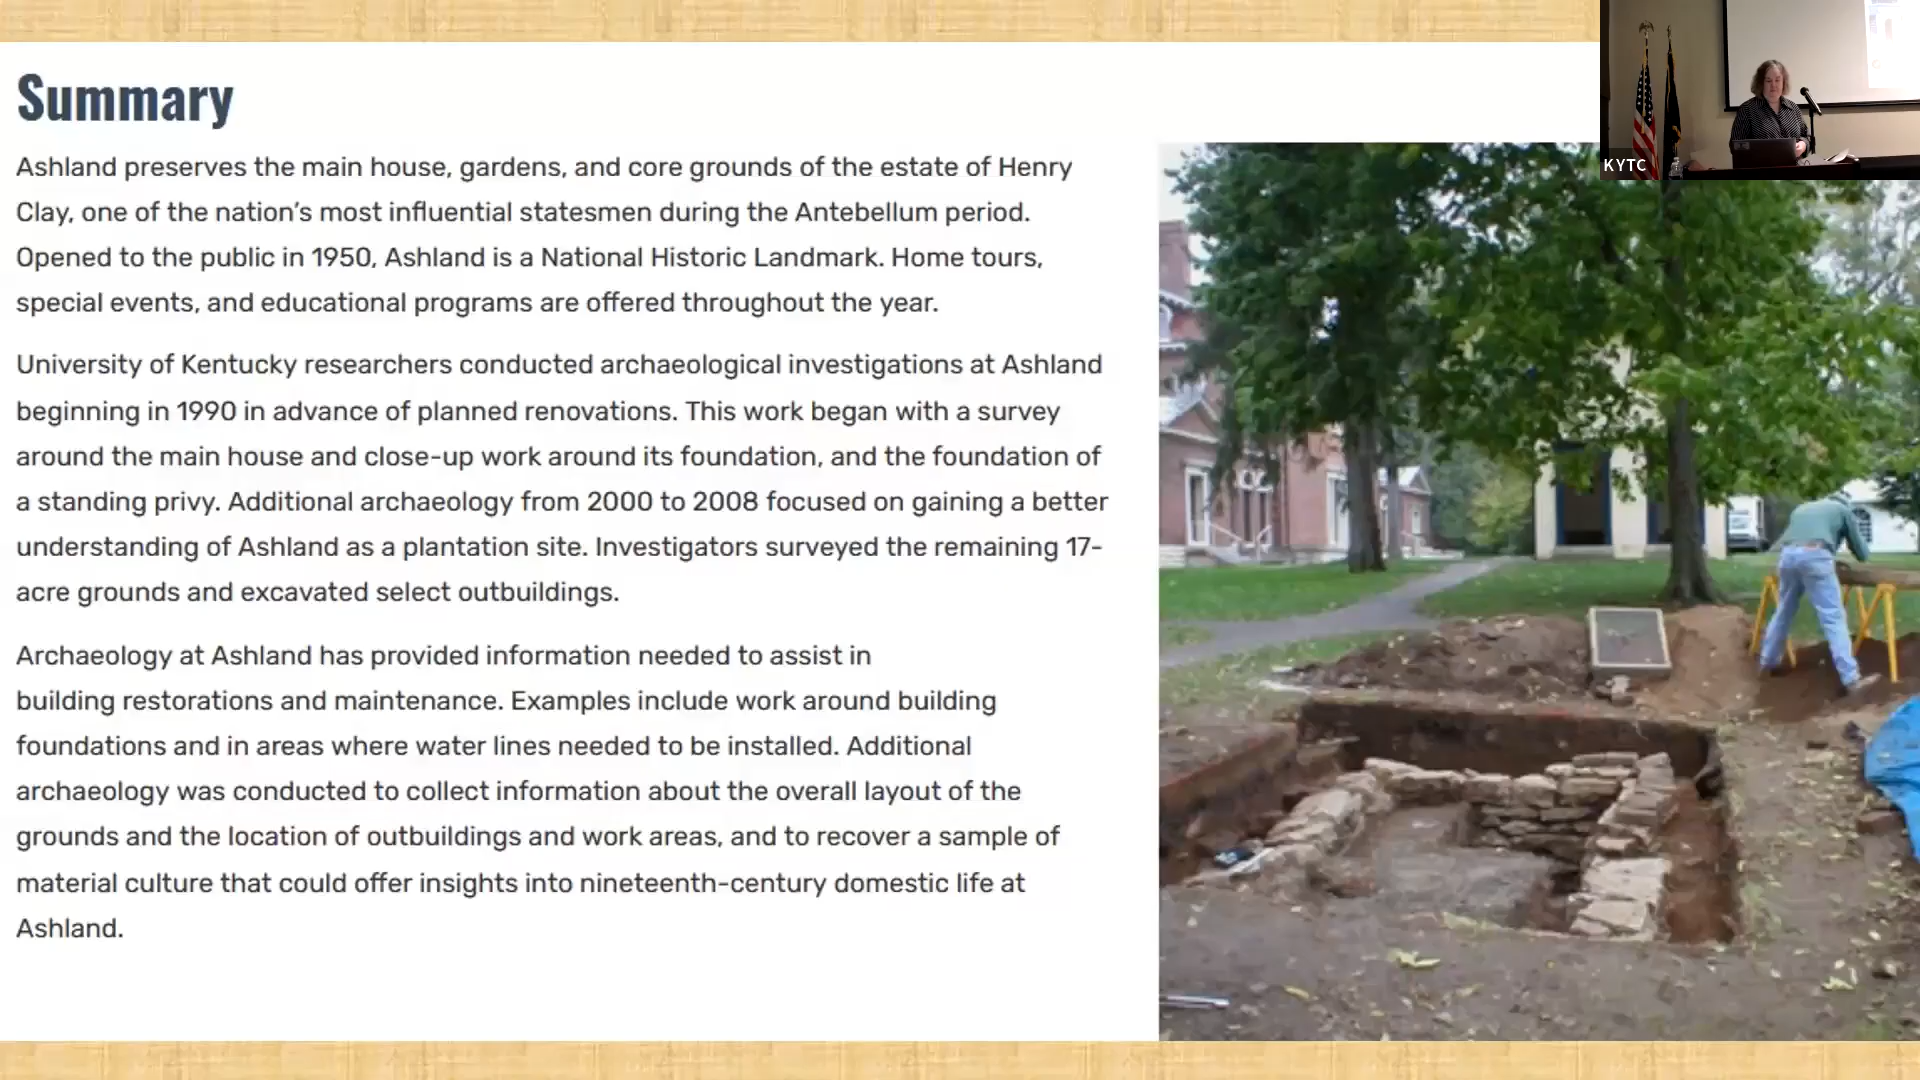 Summary
Ashland preserves the main house, gardens, and core grounds of the estate of Henry
Clay, one of the nation's most influential statesmen during the Antebellum period.
Opened to the public in 1950, Ashland is a National Historic Landmark. Home tours,
special events, and educational programs are offered throughout the year.
University of Kentucky researchers conducted archaeological investigations at Ashland
beginning in 1990 in advance of planned renovations. This work began with a survey
around the main house and close-up work around its foundation, and the foundation of
a standing privy. Additional archaeology from 2000 to 2008 focused on gaining a better
understanding of Ashland as a plantation site. Investigators surveyed the remaining 17-
acre grounds and excavated select outbuildings.
Archaeology at Ashland has provided information needed to assist in
building restorations and maintenance. Examples include work around building
foundations and in areas where water lines needed to be installed. Additional
archaeology was conducted to collect information about the overall layout of the
grounds and the location of outbuildings and work areas, and to recover a sample of
material culture that could offer insights into nineteenth-century domestic life at
Ashland.
KYTC